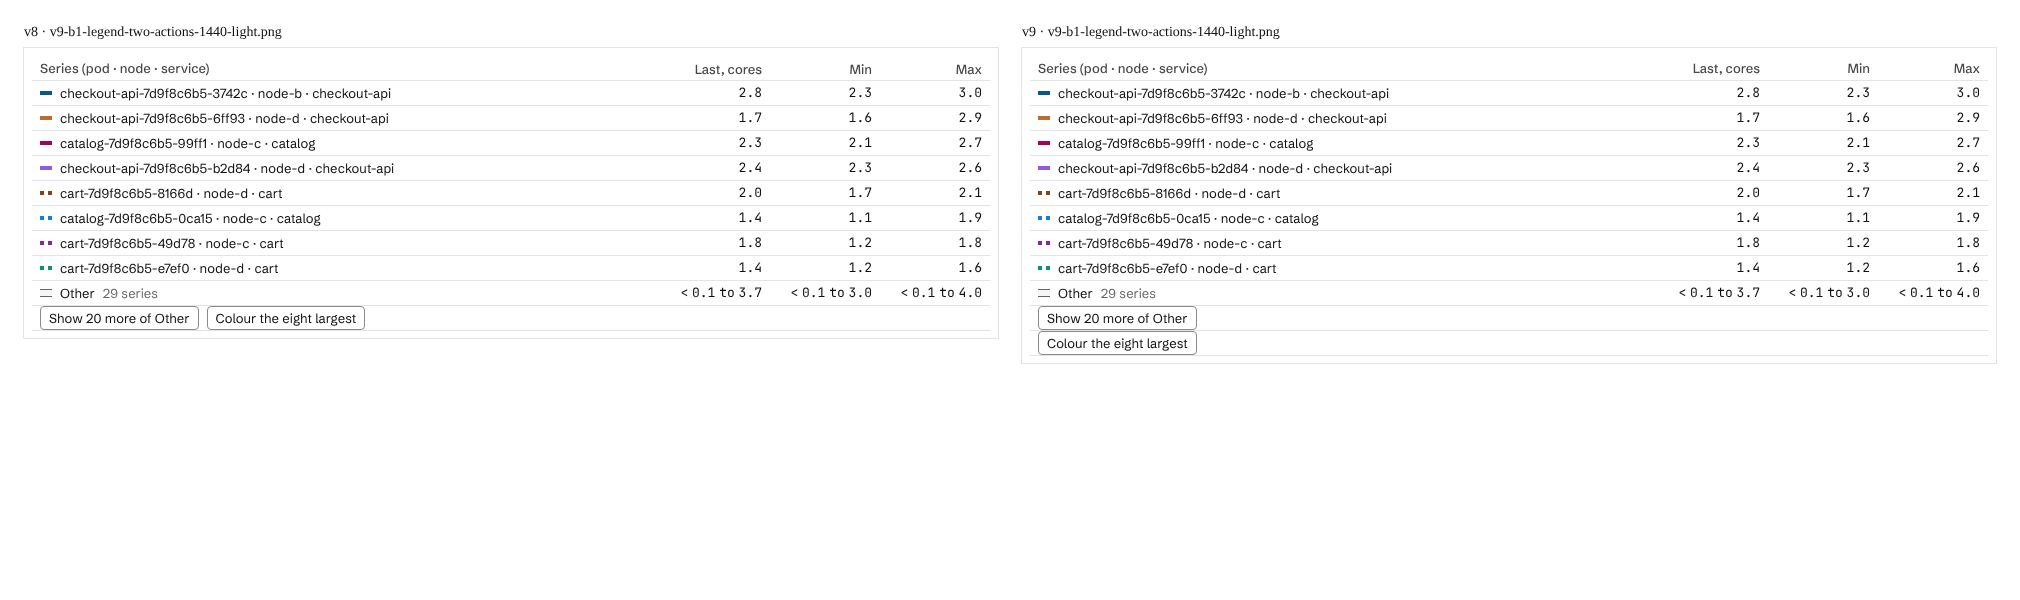 v8 · v9-b1-legend-two-actions-1440-light.png
Series (pod · node · service) Last, cores Min Max
checkout-api-7d9f8c6b5-3742c · node-b · checkout-api 2.8 2.3 3.0
checkout-api-7d9f8c6b5-6ff93 · node-d · checkout-api 1.7 1.6 2.9
catalog-7d9f8c6b5-99ff1 · node-c · catalog 2.3 2.1 2.7
checkout-api-7d9f8c6b5-b2d84 · node-d · checkout-api 2.4 2.3 2.6
cart-7d9f8c6b5-8166d · node-d · cart 2.0 1.7 2.1
catalog-7d9f8c6b5-0ca15 · node-c · catalog 1.4 1.1 1.9
cart-7d9f8c6b5-49d78 · node-c · cart 1.8 1.2 1.8
cart-7d9f8c6b5-e7ef0 · node-d · cart 1.4 1.2 1.6
Other 29 series < 0.1 to 3.7 < 0.1 to 3.0 < 0.1 to 4.0
Show 20 more of Other Colour the eight largest
v9 · v9-b1-legend-two-actions-1440-light.png
Series (pod · node · service) Last, cores Min Max
checkout-api-7d9f8c6b5-3742c · node-b · checkout-api 2.8 2.3 3.0
checkout-api-7d9f8c6b5-6ff93 · node-d · checkout-api 1.7 1.6 2.9
catalog-7d9f8c6b5-99ff1 · node-c · catalog 2.3 2.1 2.7
checkout-api-7d9f8c6b5-b2d84 · node-d · checkout-api 2.4 2.3 2.6
cart-7d9f8c6b5-8166d · node-d · cart 2.0 1.7 2.1
catalog-7d9f8c6b5-0ca15 · node-c · catalog 1.4 1.1 1.9
cart-7d9f8c6b5-49d78 · node-c · cart 1.8 1.2 1.8
cart-7d9f8c6b5-e7ef0 · node-d · cart 1.4 1.2 1.6
Other 29 series < 0.1 to 3.7 < 0.1 to 3.0 < 0.1 to 4.0
Show 20 more of Other
Colour the eight largest